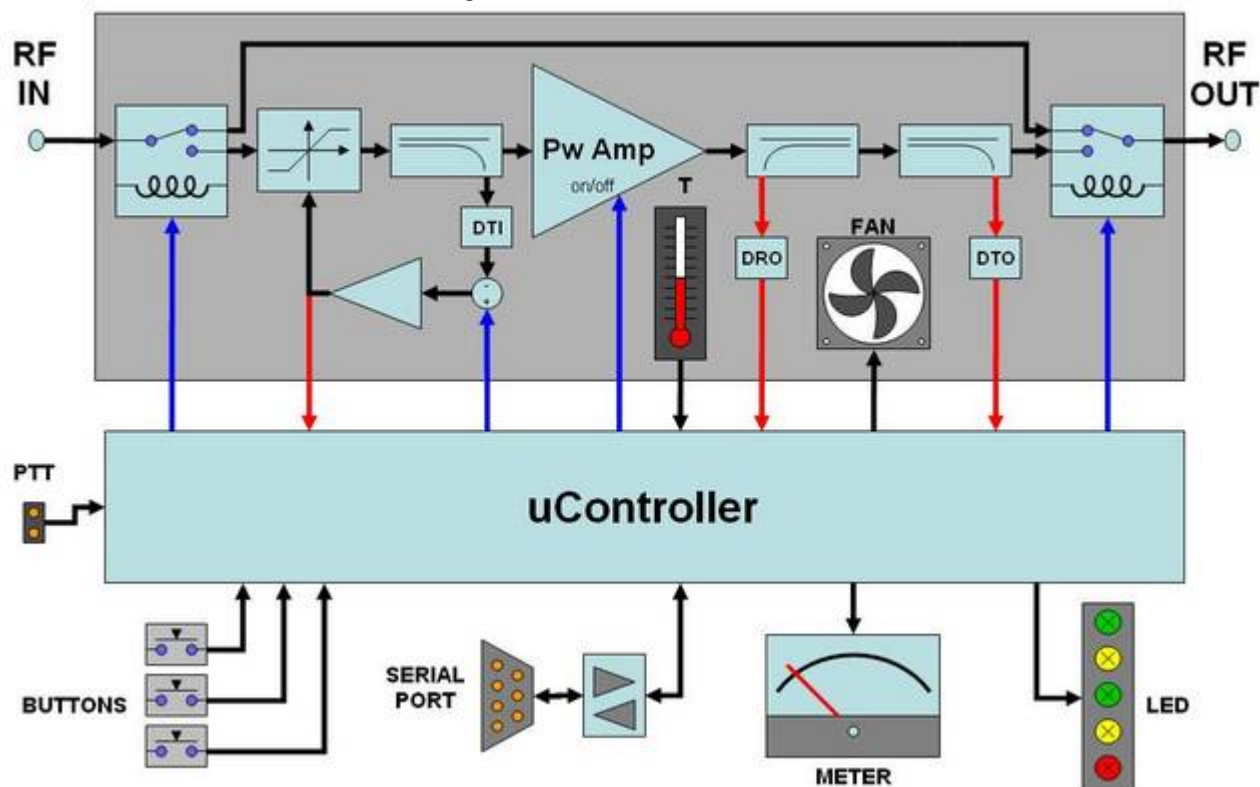 RF
IN
RF
OUT
Pw Amp
on/off
T
DTI
FAN
DRO
DTO
PTT
uController
BUTTONS
SERIAL
PORT
METER
LED